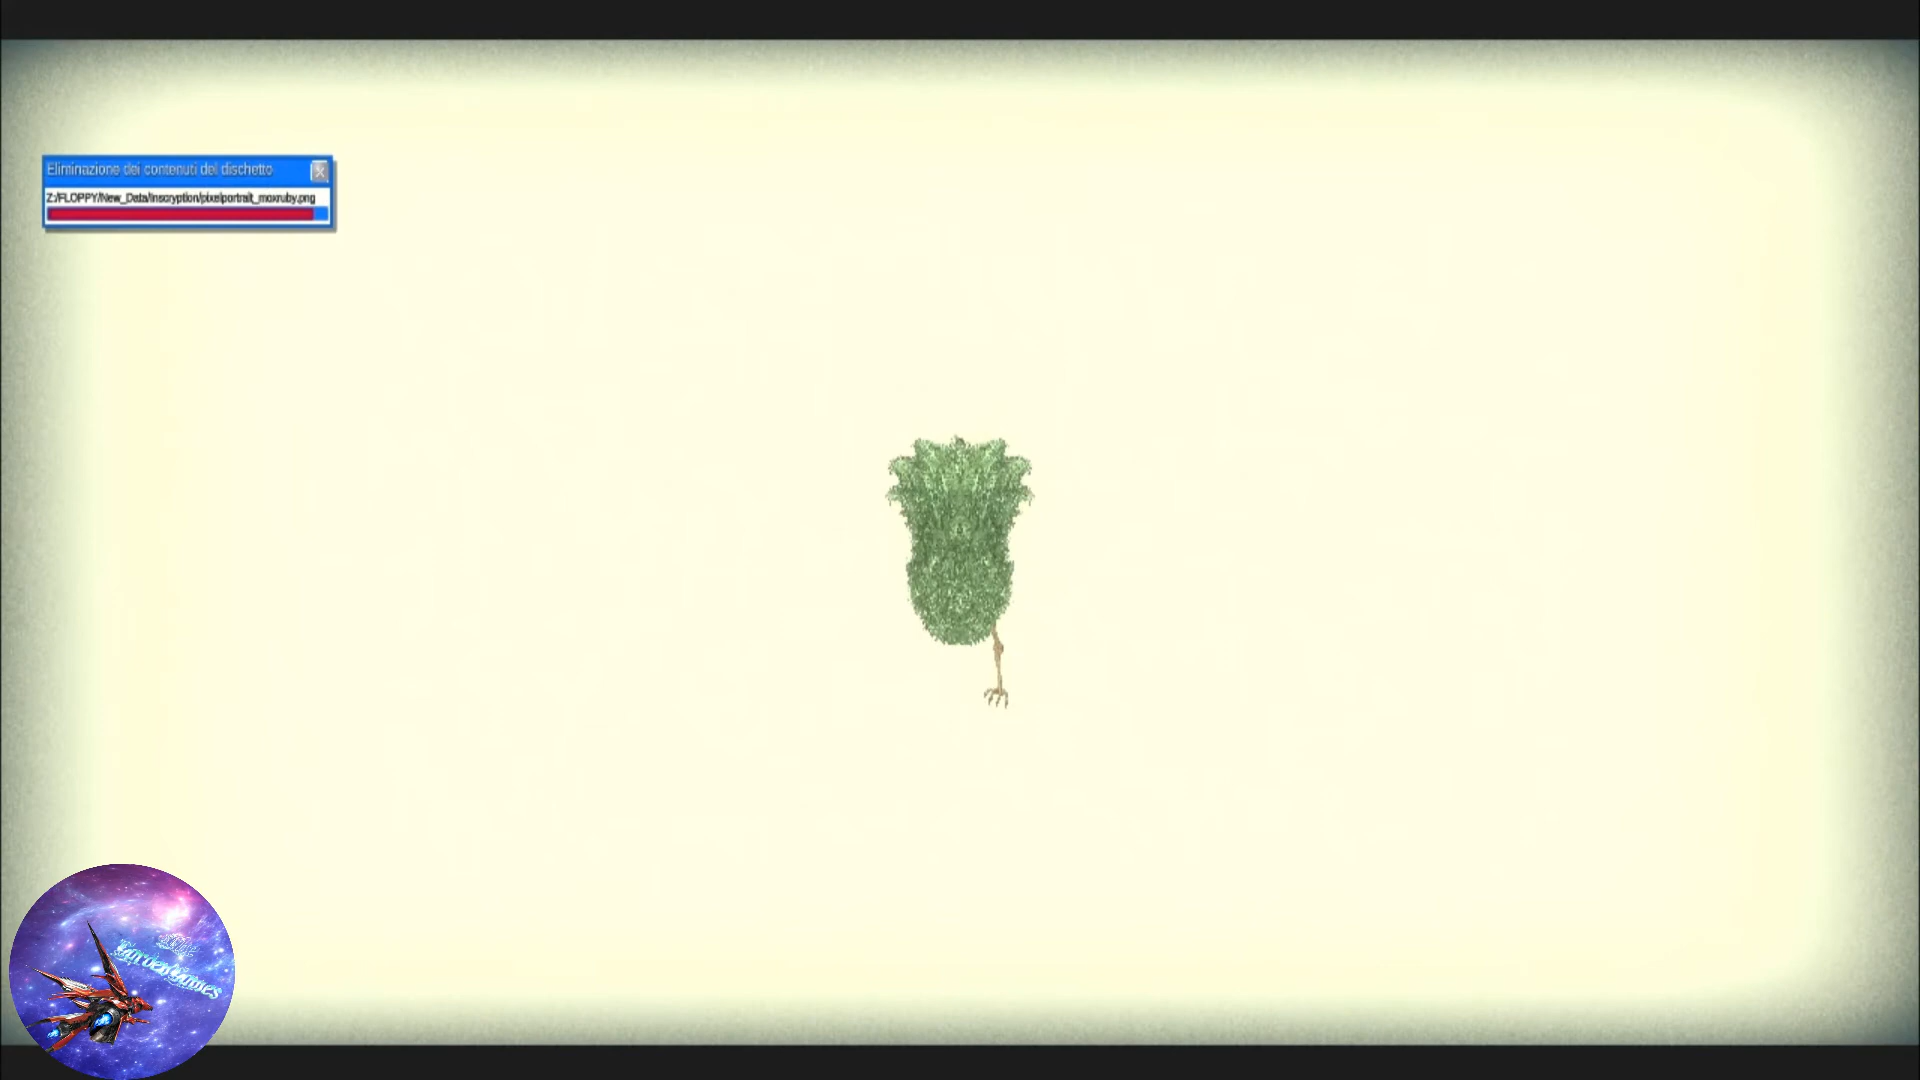 Eliminazione dei contenuti del dischetto
Z:/FLOPPY/New_Data/Inscryption/pixelportrait_moxruby.png